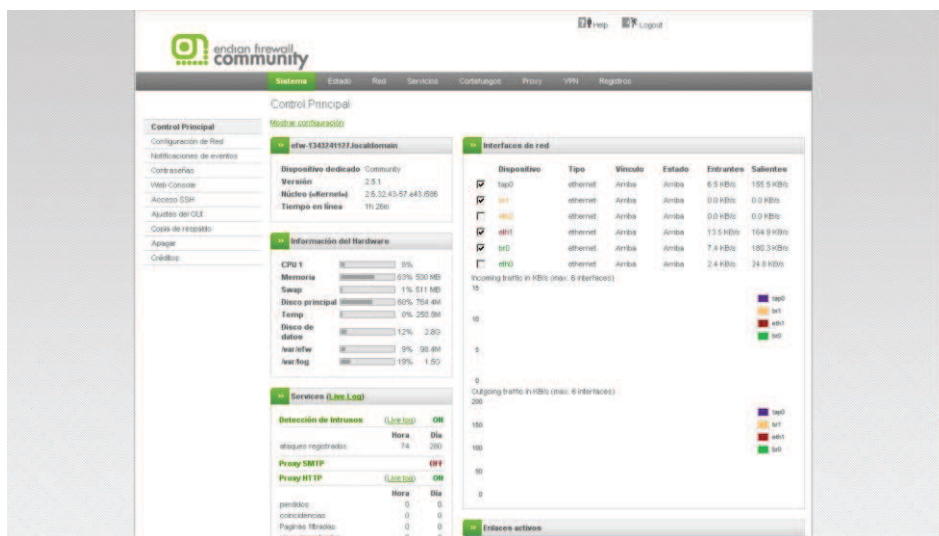 Help Logout
endian firewall
community
Sistema Estado Red Servicios Cortafuegos Proxy VPN Registros
Control Principal
Mostrar configuración
Control Principal
Configuración de Red
Notificaciones de eventos
Contraseñas
Web Console
Acceso SSH
Ajustes del GUI
Copia de respaldo
Apagar
Créditos
efw-1343241127.localdomain
Dispositivo dedicado Community
Versión 2.5.1
Núcleo («Kernel») 2.6.32.43-57.e43.i586
Tiempo en línea 1h 26m
Información del Hardware
CPU 1 9%
Memoria 63% 500 MB
Swap 1% 511 MB
Disco principal 60% 764.4M
Temp 0% 250.8M
Disco de datos 12% 2.8G
/var/efw 9% 98.4M
/var/log 19% 1.5G
Services (Live Log)
Detección de Intrusos (Live log) ON
Hora Día
ataques registrados 74 280
Proxy SMTP OFF
Proxy HTTP (Live log) ON
Hora Día
perdidos 0 0
coincidencias 0 0
Paginas filtradas 0 0
Interfaces de red
Dispositivo Tipo Vínculo Estado Entrantes Salientes
tap0 ethernet Arriba Arriba 6.5 KB/s 155.5 KB/s
br1 ethernet Arriba Arriba 0.0 KB/s 0.0 KB/s
eth2 ethernet Arriba Arriba 0.0 KB/s 0.0 KB/s
eth1 ethernet Arriba Arriba 13.5 KB/s 164.9 KB/s
br0 ethernet Arriba Arriba 7.4 KB/s 180.3 KB/s
eth0 ethernet Arriba Arriba 2.4 KB/s 24.8 KB/s
Incoming traffic in KB/s (max. 6 interfaces)
15
10
5
0
tap0
br1
eth1
br0
Outgoing traffic in KB/s (max. 6 interfaces)
200
150
100
50
0
tap0
br1
eth1
br0
Enlaces activos